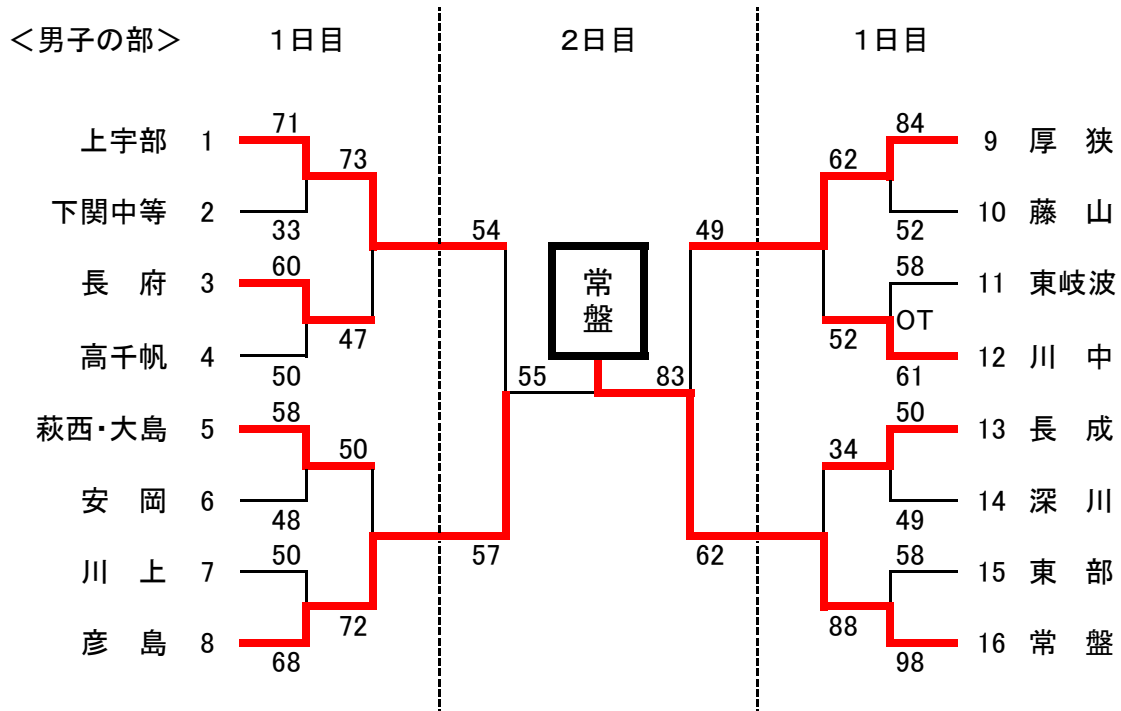 ＜男子の部＞ 1日目 2日目 1日目
71 84
上宇部 1 73 62 9 厚 狭
下関中等 2 54 49 10 藤 山
33 52
60 58
長 府 3 常盤 11 東岐波
47 52 OT
高千帆 4 12 川 中
50 55 83 61
58 50
萩西・大島 5 50 34 13 長 成
安 岡 6 14 深 川
48 49
50 57 62 58
川 上 7 15 東 部
72 88
彦 島 8 16 常 盤
68 98